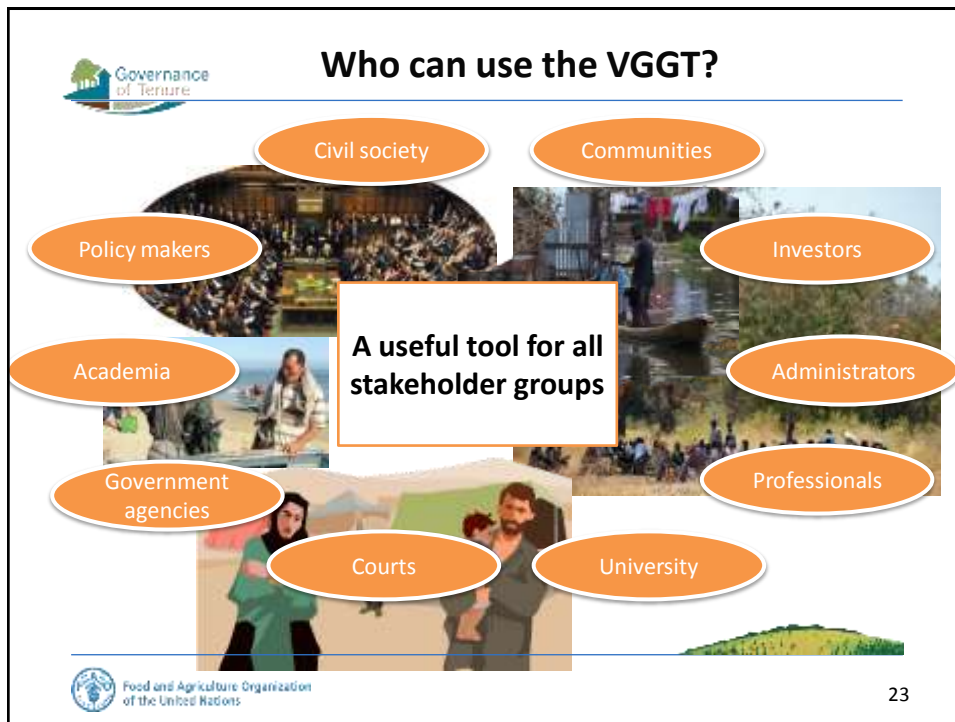 Governance
of Tenure
Who can use the VGGT?
Civil society
Communities
Policy makers
Investors
A useful tool for all
stakeholder groups
Academia
Administrators
Government
agencies
Professionals
Courts
University
Food and Agriculture Organization
of the United Nations
23